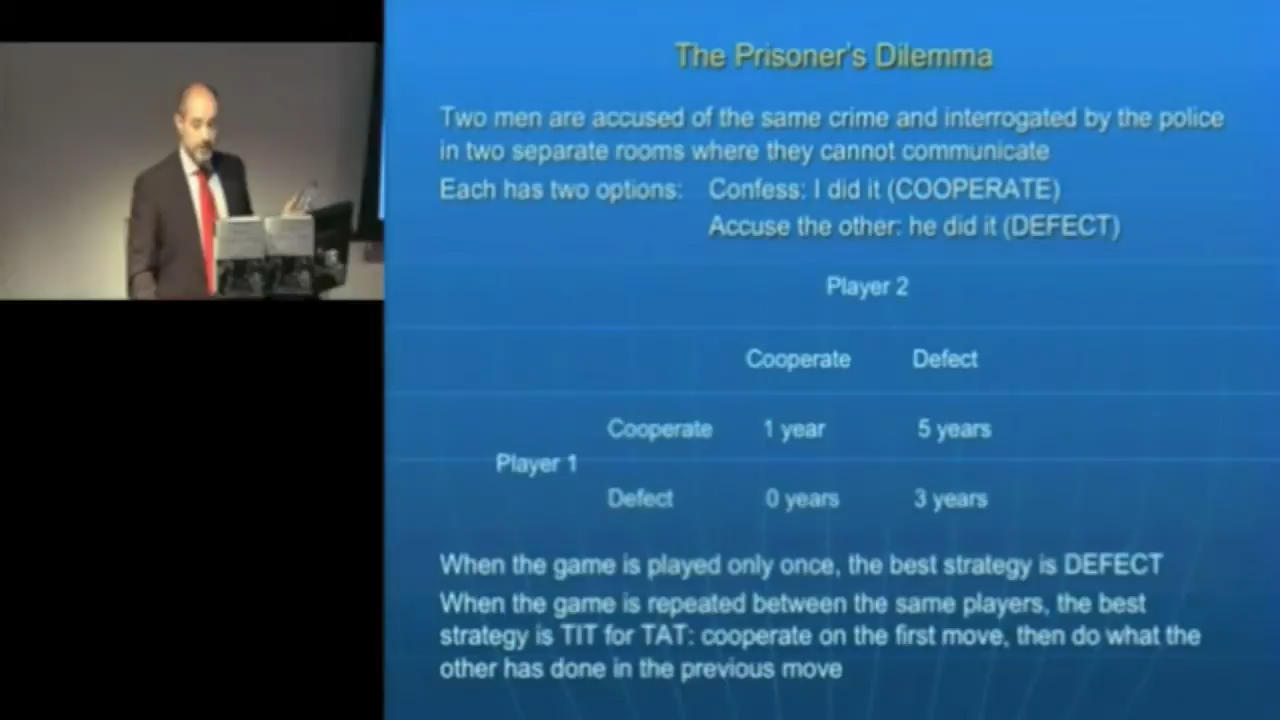 The Prisoner's Dilemma
Two men are accused of the same crime and interrogated by the police
in two separate rooms where they cannot communicate
Each has two options: Confess: I did it (COOPERATE)
Accuse the other: he did it (DEFECT)
Player 2
Cooperate Defect
Cooperate 1 year 5 years
Player 1
Defect 0 years 3 years
When the game is played only once, the best strategy is DEFECT
When the game is repeated between the same players, the best
strategy is TIT for TAT: cooperate on the first move, then do what the
other has done in the previous move